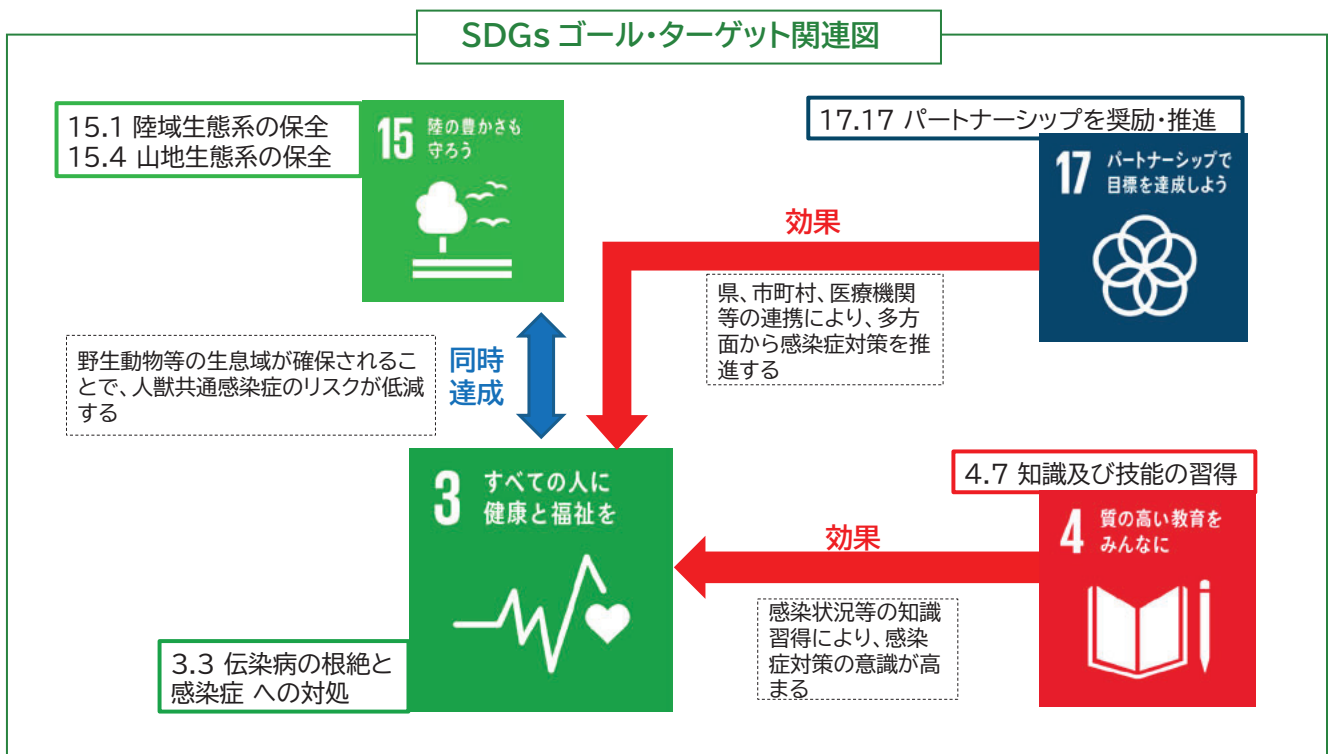 SDGs ゴール・ターゲット関連図
15.1 陸域生態系の保全
15.4 山地生態系の保全
15 陸の豊かさも
守ろう
17.17 パートナーシップを奨励・推進
17 パートナーシップで
目標を達成しよう
効果
県、市町村、医療機関
等の連携により、多方
面から感染症対策を推
進する
野生動物等の生息域が確保されるこ
とで、人獣共通感染症のリスクが低減
する
同時
達成
3 すべての人に
健康と福祉を
3.3 伝染病の根絶と
感染症 への対処
4.7 知識及び技能の習得
4 質の高い教育を
みんなに
効果
感染状況等の知識
習得により、感染
症対策の意識が高
まる